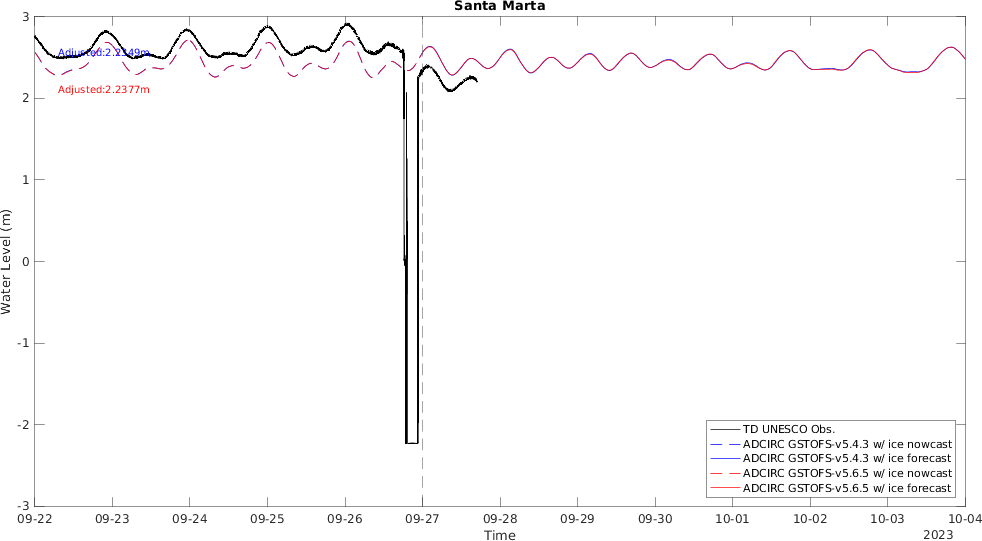 Santa Marta
3
2
1
0
-1
-2
-3
Water Level (m)
Adjusted:2.2349m
Adjusted:2.2377m
TD UNESCO Obs.
ADCIRC GSTOFS-v5.4.3 w/ ice nowcast
ADCIRC GSTOFS-v5.4.3 w/ ice forecast
ADCIRC GSTOFS-v5.6.5 w/ ice nowcast
ADCIRC GSTOFS-v5.6.5 w/ ice forecast
09-22 09-23 09-24 09-25 09-26 09-27 09-28 09-29 09-30 10-01 10-02 10-03 10-04
Time
2023